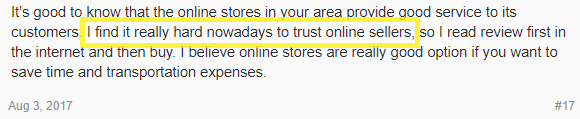 It's good to know that the online stores in your area provide good service to its
customers. I find it really hard nowadays to trust online sellers, so I read review first in
the internet and then buy. I believe online stores are really good option if you want to
save time and transportation expenses.
Aug 3, 2017 #17